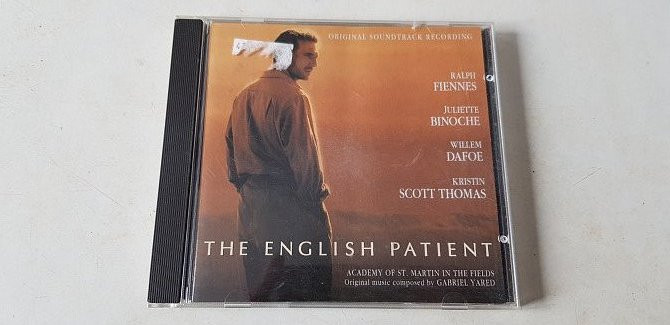 ORIGINAL SOUNDTRACK RECORDING
RALPH
FIENNES
JULIETTE
BINOCHE
WILLEM
DAFOE
KRISTIN
SCOTT THOMAS
THE ENGLISH PATIENT
ACADEMY OF ST. MARTIN IN THE FIELDS
Original music composed by GABRIEL YARED